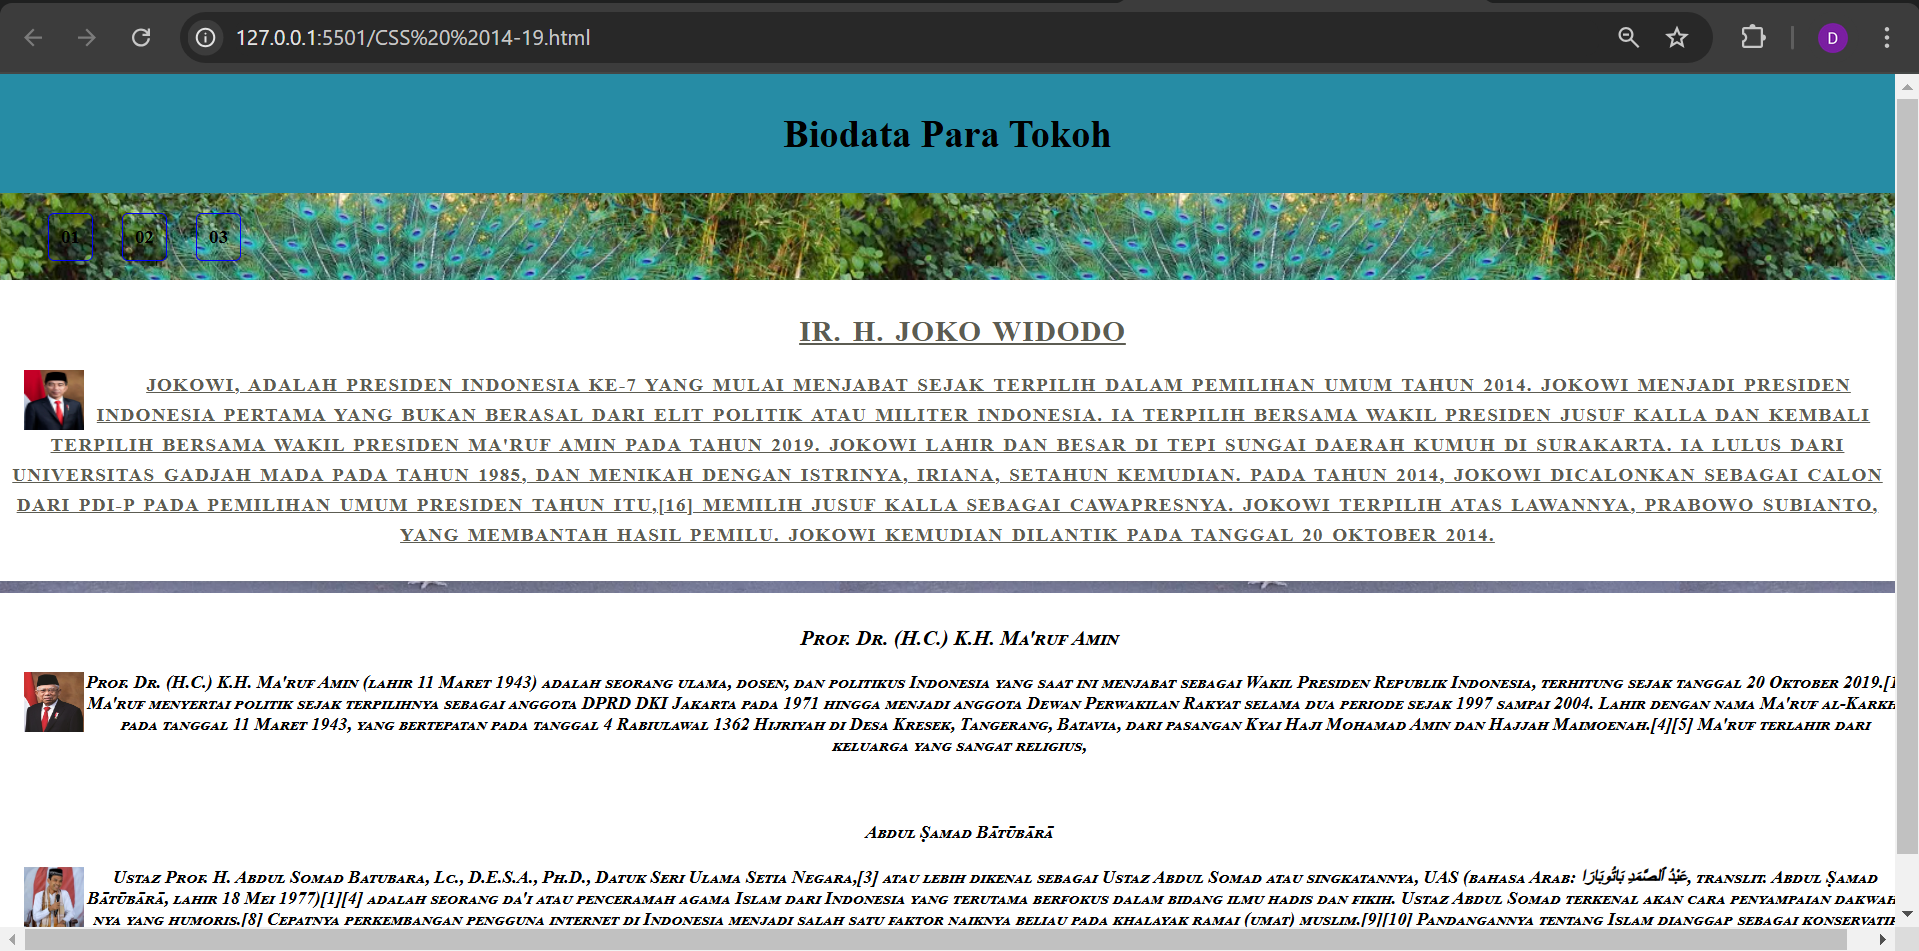 127.0.0.1:5501/CSS%20%2014-19.html
D
Biodata Para Tokoh
01 02 03
IR. H. JOKO WIDODO
JOKOWI, ADALAH PRESIDEN INDONESIA KE-7 YANG MULAI MENJABAT SEJAK TERPILIH DALAM PEMILIHAN UMUM TAHUN 2014. JOKOWI MENJADI PRESIDEN
INDONESIA PERTAMA YANG BUKAN BERASAL DARI ELIT POLITIK ATAU MILITER INDONESIA. IA TERPILIH BERSAMA WAKIL PRESIDEN JUSUF KALLA DAN KEMBALI
TERPILIH BERSAMA WAKIL PRESIDEN MA'RUF AMIN PADA TAHUN 2019. JOKOWI LAHIR DAN BESAR DI TEPI SUNGAI DAERAH KUMUH DI SURAKARTA. IA LULUS DARI
UNIVERSITAS GADJAH MADA PADA TAHUN 1985, DAN MENIKAH DENGAN ISTRINYA, IRIANA, SETAHUN KEMUDIAN. PADA TAHUN 2014, JOKOWI DICALONKAN SEBAGAI CALON
DARI PDI-P PADA PEMILIHAN UMUM PRESIDEN TAHUN ITU,[16] MEMILIH JUSUF KALLA SEBAGAI CAWAPRESNYA. JOKOWI TERPILIH ATAS LAWANNYA, PRABOWO SUBIANTO,
YANG MEMBANTAH HASIL PEMILU. JOKOWI KEMUDIAN DILANTIK PADA TANGGAL 20 OKTOBER 2014.
Prof. Dr. (H.C.) K.H. Ma'ruf Amin
Prof. Dr. (H.C.) K.H. Ma'ruf Amin (lahir 11 Maret 1943) adalah seorang ulama, dosen, dan politikus Indonesia yang saat ini menjabat sebagai Wakil Presiden Republik Indonesia, terhitung sejak tanggal 20 Oktober 2019.[1
Ma'ruf menyertai politik sejak terpilihnya sebagai anggota DPRD DKI Jakarta pada 1971 hingga menjadi anggota Dewan Perwakilan Rakyat selama dua periode sejak 1997 sampai 2004. Lahir dengan nama Ma'ruf al-Karkh
pada tanggal 11 Maret 1943, yang bertepatan pada tanggal 4 Rabiulawal 1362 Hijriyah di Desa Kresek, Tangerang, Batavia, dari pasangan Kyai Haji Mohamad Amin dan Hajjah Maimoenah.[4][5] Ma'ruf terlahir dari
keluarga yang sangat religius,
Abdul Ṣamad Bātūbārā
Ustaz Prof. H. Abdul Somad Batubara, Lc., D.E.S.A., Ph.D., Datuk Seri Ulama Setia Negara,[3] atau lebih dikenal sebagai Ustaz Abdul Somad atau singkatannya, UAS (bahasa Arab: عَبْدُ ٱلصَّمَدِ بَاتُوبَارَا, translit. Abdul Ṣamad
Bātūbārā, lahir 18 Mei 1977)[1][4] adalah seorang da'i atau penceramah agama Islam dari Indonesia yang terutama berfokus dalam bidang ilmu hadis dan fikih. Ustaz Abdul Somad terkenal akan cara penyampaian dakwah
nya yang humoris.[8] Cepatnya perkembangan pengguna internet di Indonesia menjadi salah satu faktor naiknya beliau pada khalayak ramai (umat) muslim.[9][10] Pandangannya tentang Islam dianggap sebagai konservatif